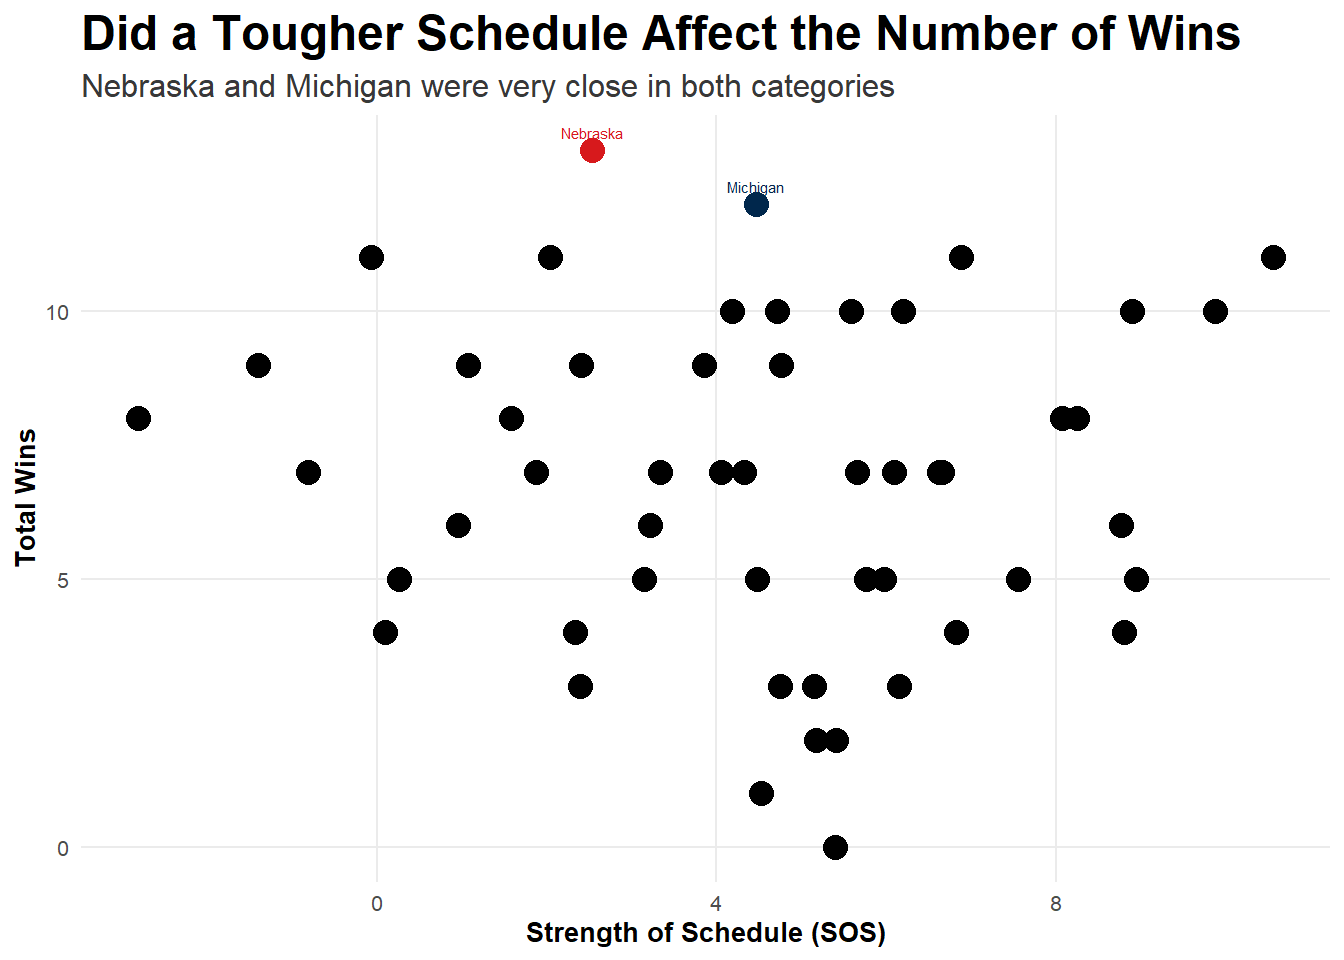 Did a Tougher Schedule Affect the Number of Wins
Nebraska and Michigan were very close in both categories
Nebraska
Michigan
10
5
0
Total Wins
0 4 8
Strength of Schedule (SOS)